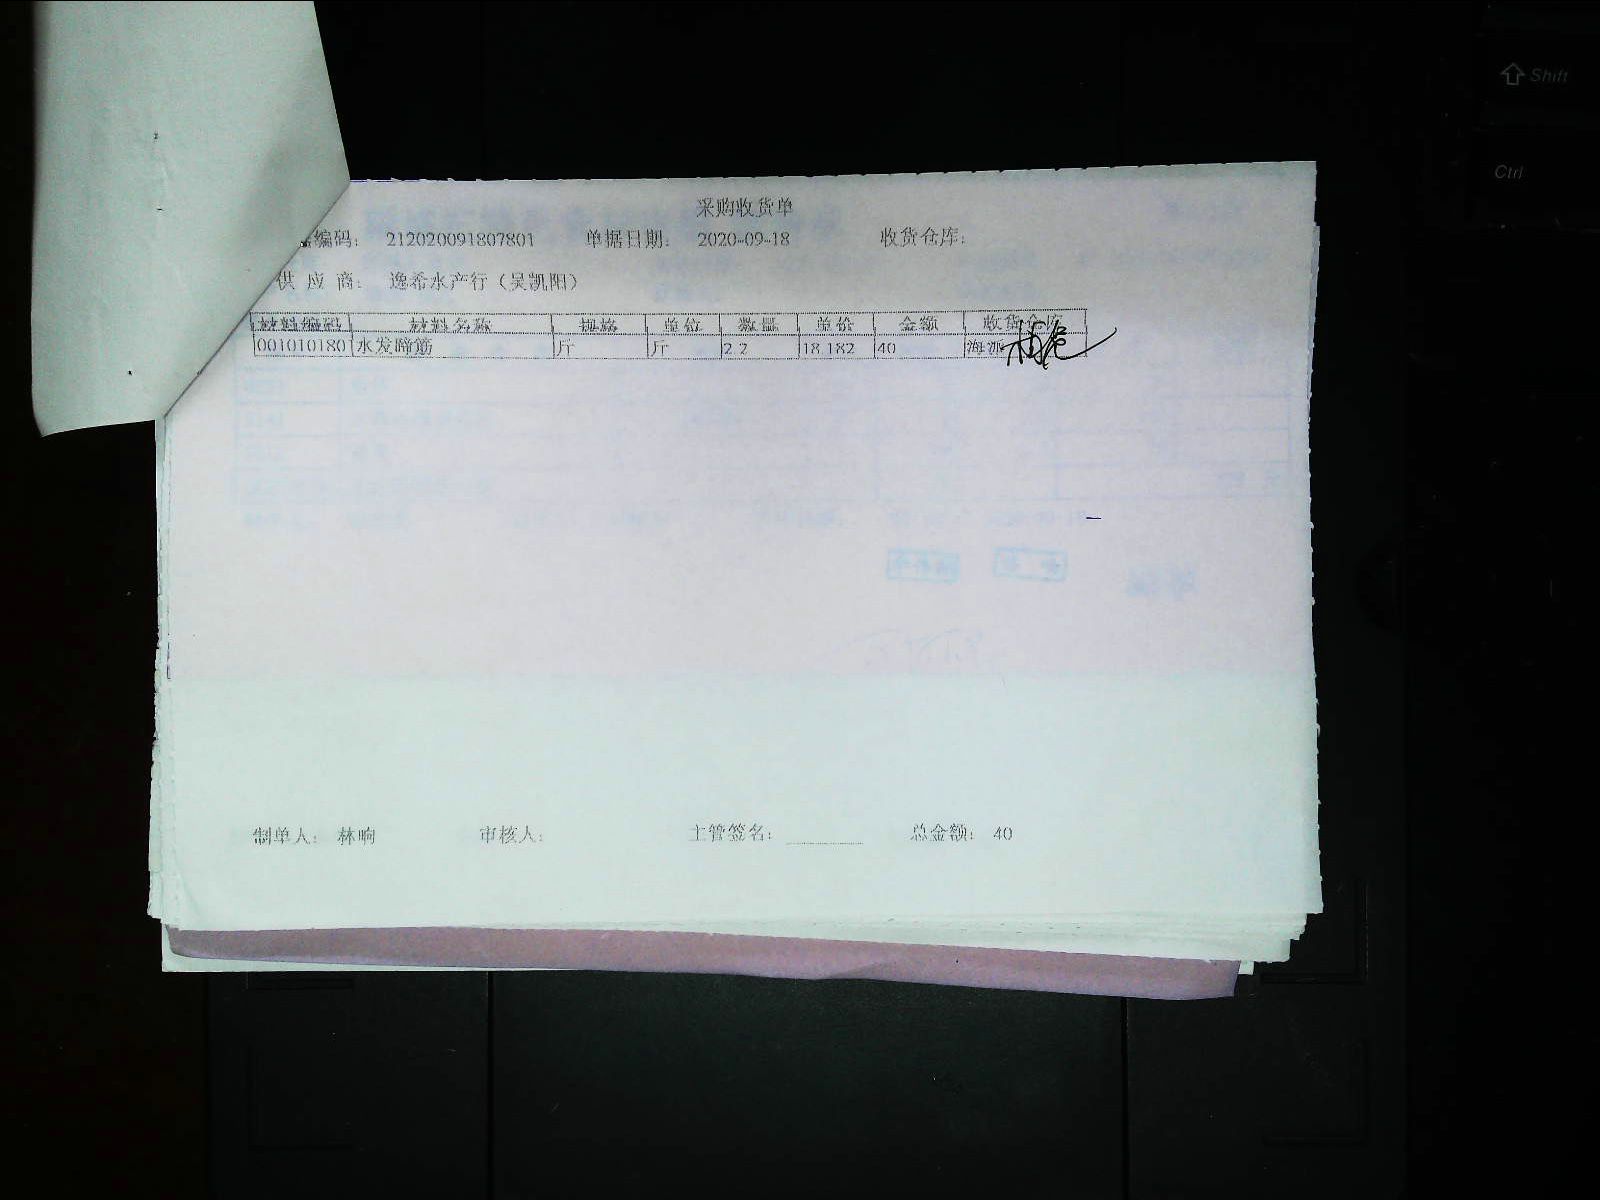 Shift
Ctrl
采购收货单
编码： 212020091807801 单据日期： 2020-09-18 收货仓库：
供 应 商： 逸希水产行（吴凯阳）
材料编码 材料名称 规格 单位 数量 单价 金额 收货仓库
001010180 水发蹄筋 斤 斤 2.2 18.182 40 海派
制单人： 林响 审核人： 主管签名： 总金额： 40